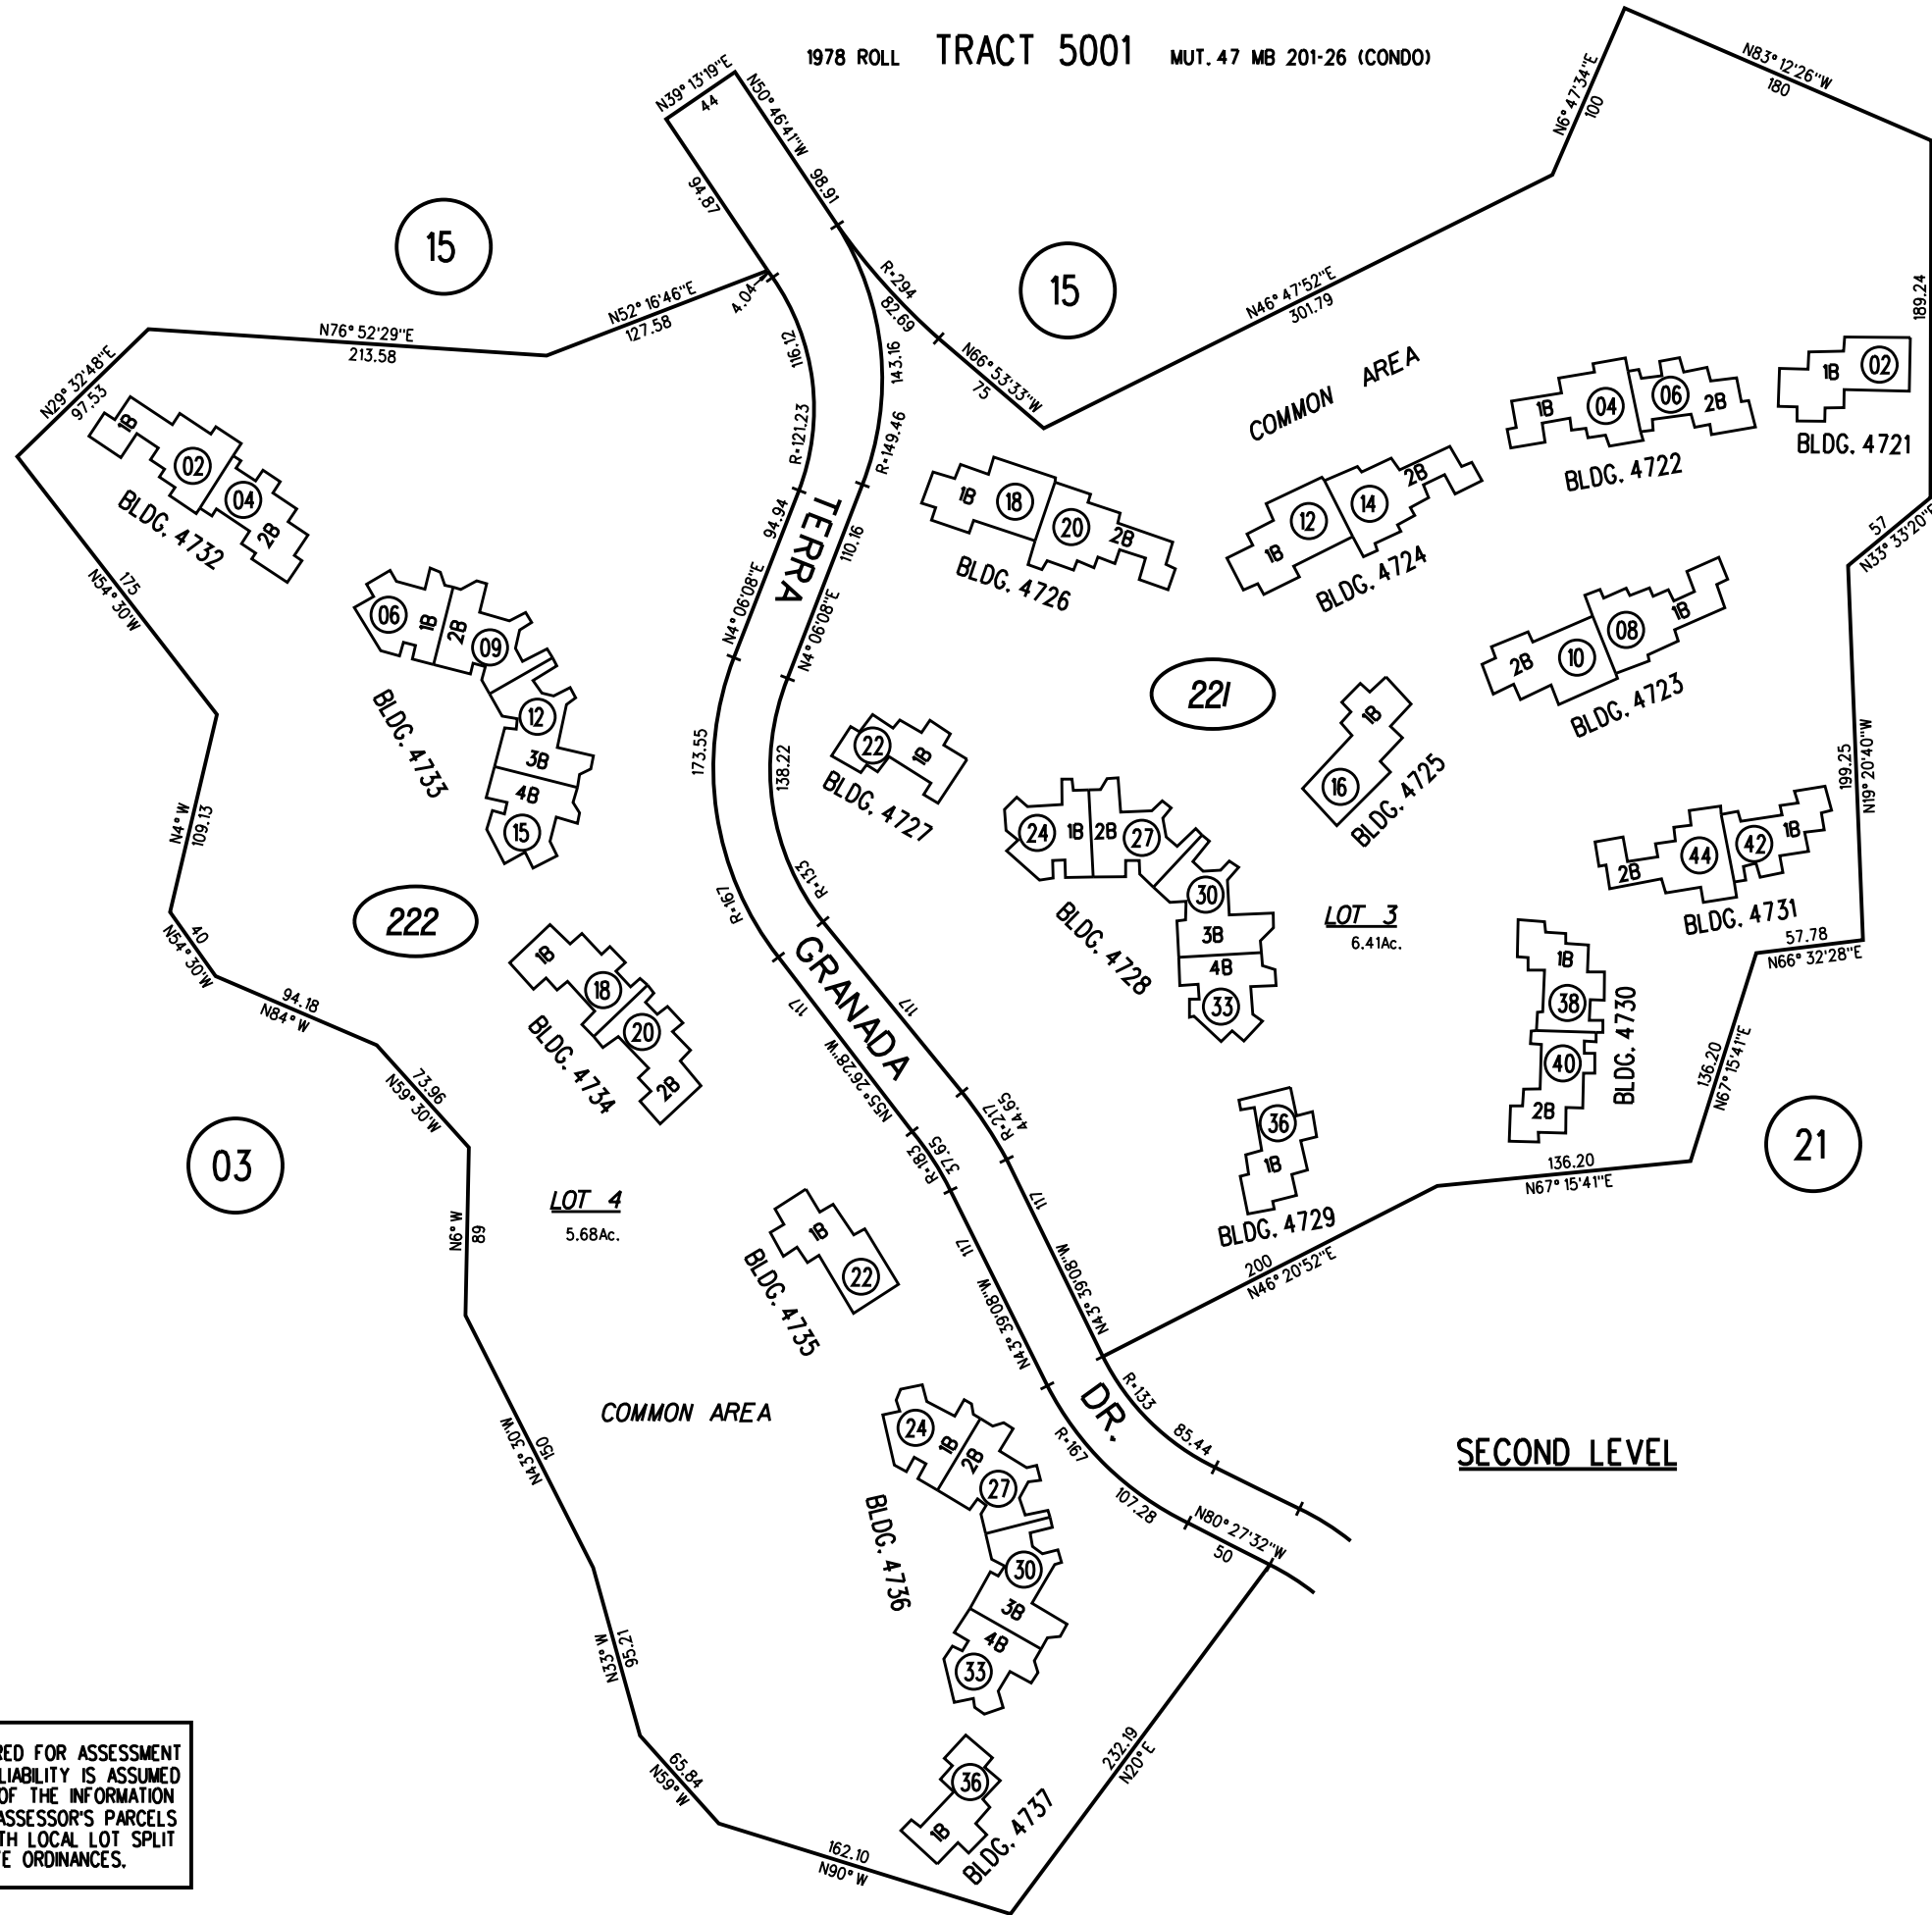 1978 ROLL TRACT 5001 MUT. 47 MB 201-26 (CONDO)
N39° 13'19"E
44
N50° 46'41"W
98.91
94.87
N6° 47'34"E
100
N83° 12'26"W
180
189.24
15
15
N52° 16'46"E
127.58
4.04
N76° 52'29"E
213.58
N29° 32'48"E
97.53
R=294
82.69
N66° 53'33"W
75
N46° 47'52"E
301.79
116.12
R=121.23
143.16
R=149.46
94.94
110.16
N4° 06'08"E
N4° 06'08"E
TERRA
GRANADA
DR.
COMMON AREA
1B
02
BLDG. 4721
1B
04
06
2B
BLDG. 4722
57
N33° 33'20"E
1B
02
04
2B
BLDG. 4732
1B
18
20
2B
BLDG. 4726
1B
12
14
2B
BLDG. 4724
2B
10
08
1B
BLDG. 4723
175
N54° 30'W
06
1B
2B
09
12
3B
4B
15
BLDG. 4733
221
22
1B
BLDG. 4727
1B
16
BLDG. 4725
199.25
N19° 20'40"W
173.55
138.22
R=167
R=133
N4° W
109.13
24
1B
2B
27
30
3B
4B
33
BLDG. 4728
LOT 3
6.41Ac.
2B
44
42
1B
BLDG. 4731
57.78
N66° 32'28"E
222
40
N54° 30'W
94.18
N84° W
73.96
N59° 30'W
1B
18
20
2B
BLDG. 4734
117
N55° 26'28"W
117
1B
38
40
2B
BLDG. 4730
136.20
N67° 15'41"E
21
44.65
R=217
37.65
R=183
36
1B
BLDG. 4729
136.20
N67° 15'41"E
03
N6° W
89
LOT 4
5.68Ac.
1B
22
BLDG. 4735
117
N43° 39'08"W
117
N43° 39'08"W
200
N46° 20'52"E
R=133
85.44
R=167
107.28
N80° 27'32"W
50
COMMON AREA
SECOND LEVEL
150
N43° 30'W
24
1B
2B
27
30
3B
4B
33
BLDG. 4736
95.21
N33° W
65.84
N59° W
162.10
N90° W
232.19
N20° E
36
1B
BLDG. 4737
RED FOR ASSESSMENT
LIABILITY IS ASSUMED
OF THE INFORMATION
ASSESSOR'S PARCELS
TH LOCAL LOT SPLIT
TE ORDINANCES.